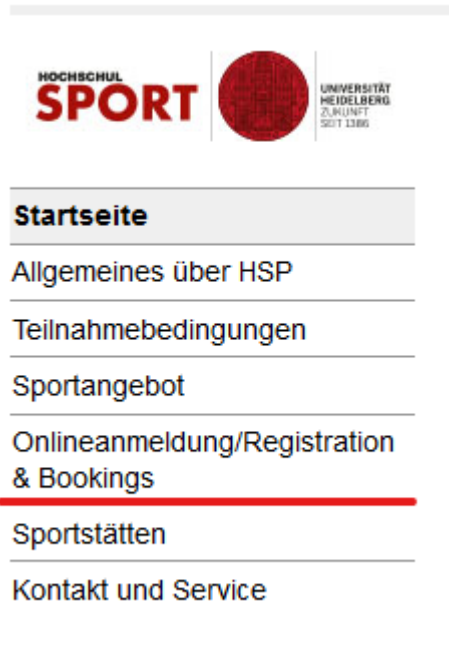 HOCHSCHUL
SPORT
UNIVERSITÄT
HEIDELBERG
ZUKUNFT
SEIT 1386
Startseite
Allgemeines über HSP
Teilnahmebedingungen
Sportangebot
Onlineanmeldung/Registration
& Bookings
Sportstätten
Kontakt und Service